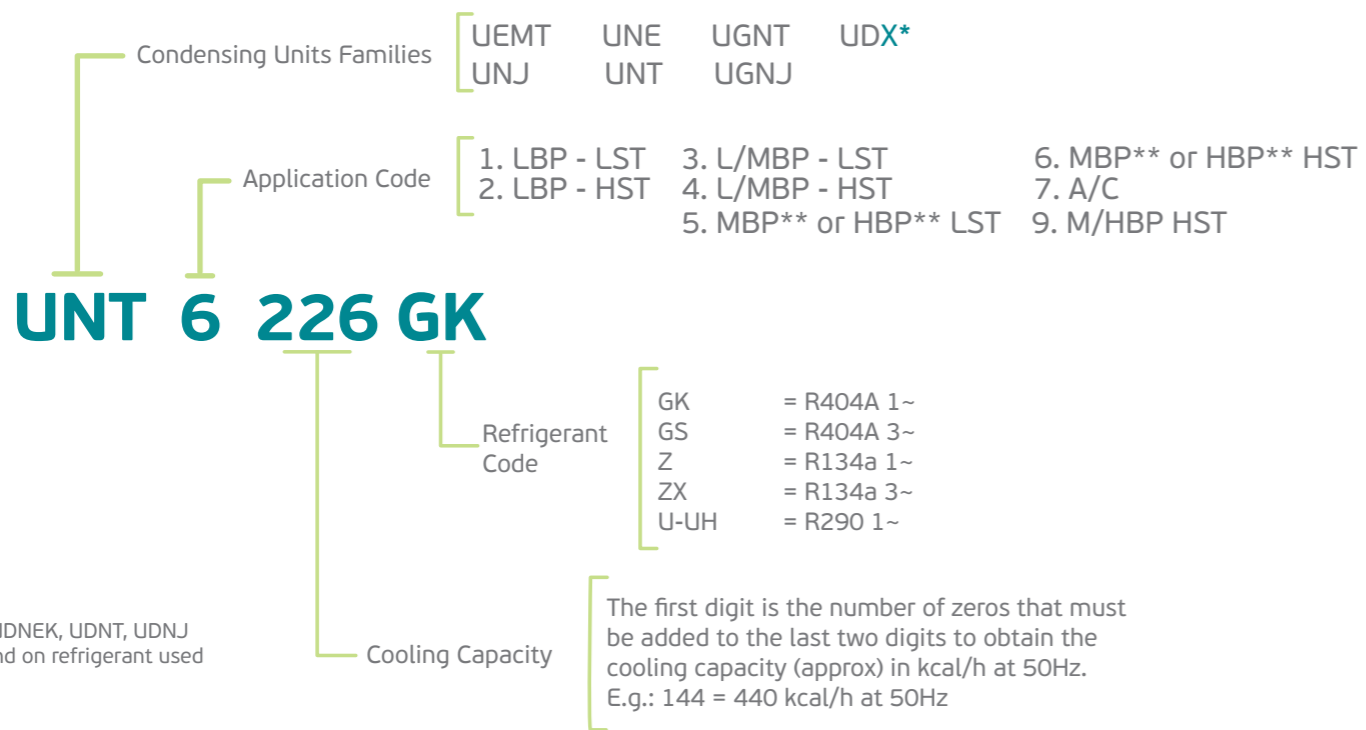 Condensing Units Families
UEMT UNE UGNT UDX*
UNJ UNT UGNJ
Application Code
1. LBP - LST 3. L/MBP - LST 6. MBP** or HBP** HST
2. LBP - HST 4. L/MBP - HST 7. A/C
5. MBP** or HBP** LST 9. M/HBP HST
UNT 6 226 GK
Refrigerant
Code
GK = R404A 1~
GS = R404A 3~
Z = R134a 1~
ZX = R134a 3~
U-UH = R290 1~
Cooling Capacity
The first digit is the number of zeros that must
be added to the last two digits to obtain the
cooling capacity (approx) in kcal/h at 50Hz.
E.g.: 144 = 440 kcal/h at 50Hz
UDNT, UDNJ
on refrigerant used